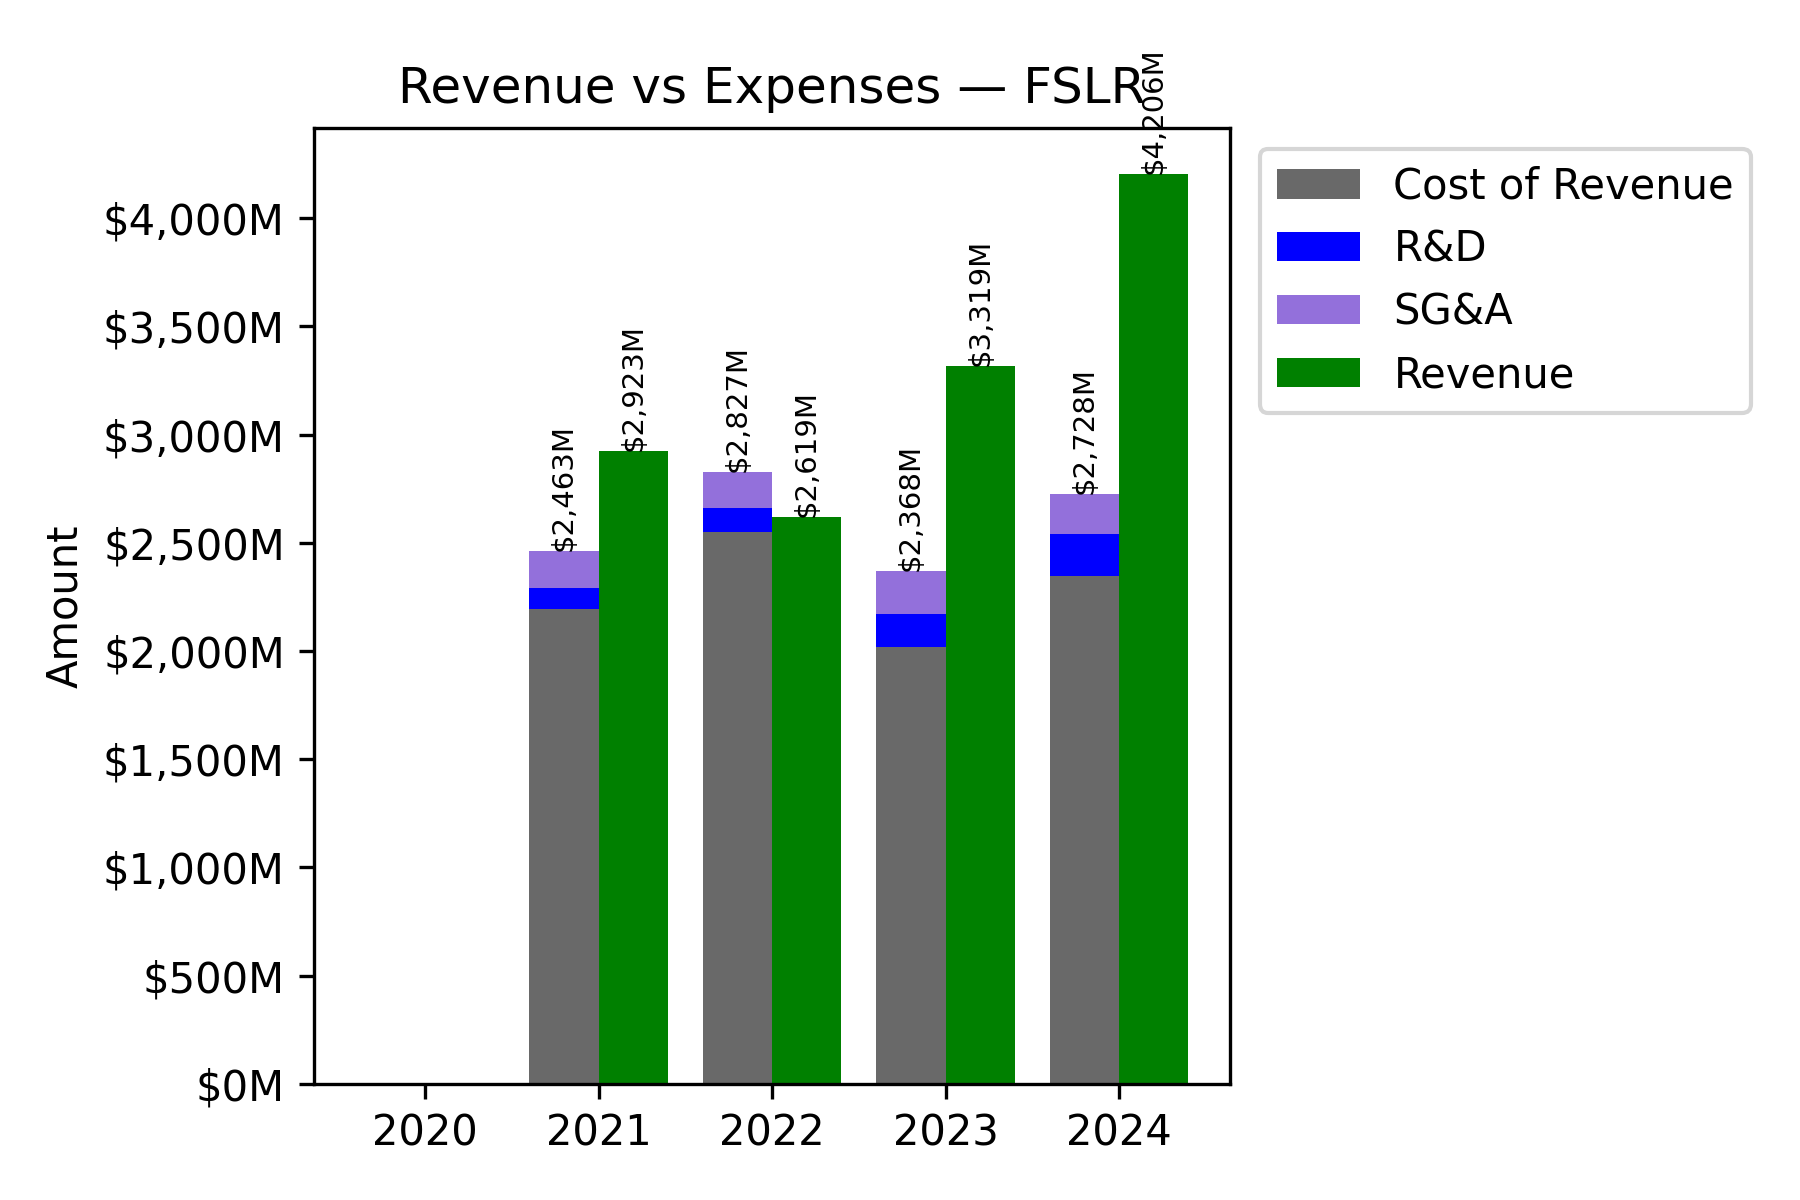 Revenue vs Expenses — FSLR
Amount
$4,000M
$3,500M
$3,000M
$2,500M
$2,000M
$1,500M
$1,000M
$500M
$0M
$2,463M
$2,923M
$2,827M
$2,619M
$2,368M
$3,319M
$2,728M
$4,206M
2020
2021
2022
2023
2024
Cost of Revenue
R&D
SG&A
Revenue